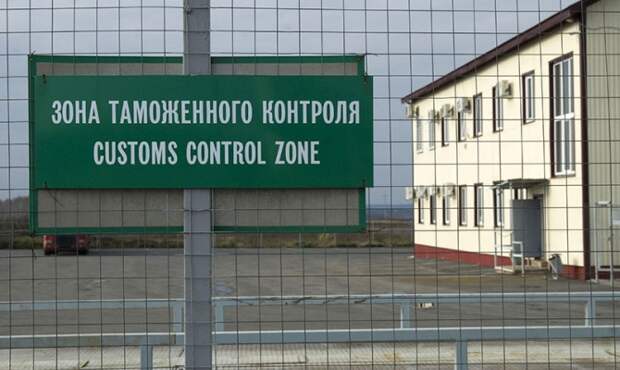 ЗОНА ТАМОЖЕННОГО КОНТРОЛЯ
CUSTOMS CONTROL ZONE